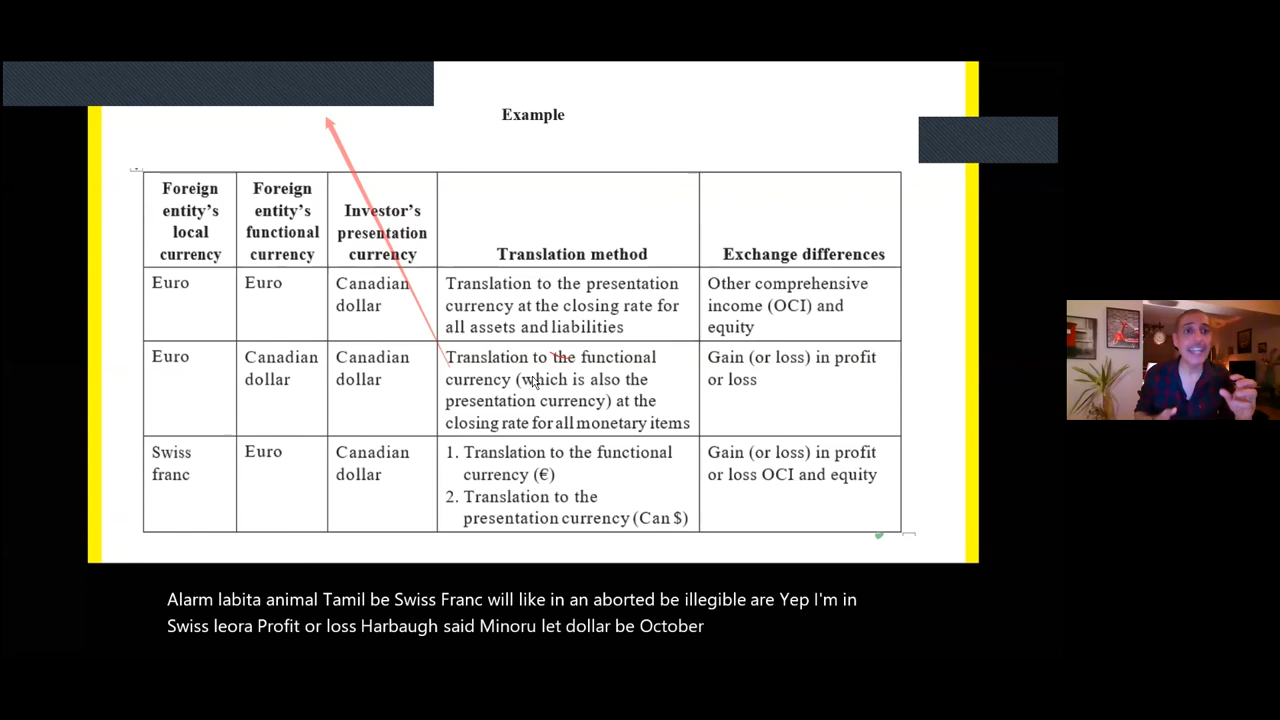 Example
Foreign
entity’s
local
currency
Foreign
entity’s
functional
currency
Investor’s
presentation
currency
Translation method
Exchange differences
Euro
Euro
Canadian
dollar
Translation to the presentation
currency at the closing rate for
all assets and liabilities
Other comprehensive
income (OCI) and
equity
Euro
Canadian
dollar
Canadian
dollar
Translation to the functional
currency (which is also the
presentation currency) at the
closing rate for all monetary items
Gain (or loss) in profit
or loss
Swiss
franc
Euro
Canadian
dollar
1. Translation to the functional
currency (€)
2. Translation to the
presentation currency (Can $)
Gain (or loss) in profit
or loss OCI and equity
Alarm labita animal Tamil be Swiss Franc will like in an aborted be illegible are Yep I'm in
Swiss leora Profit or loss Harbaugh said Minoru let dollar be October